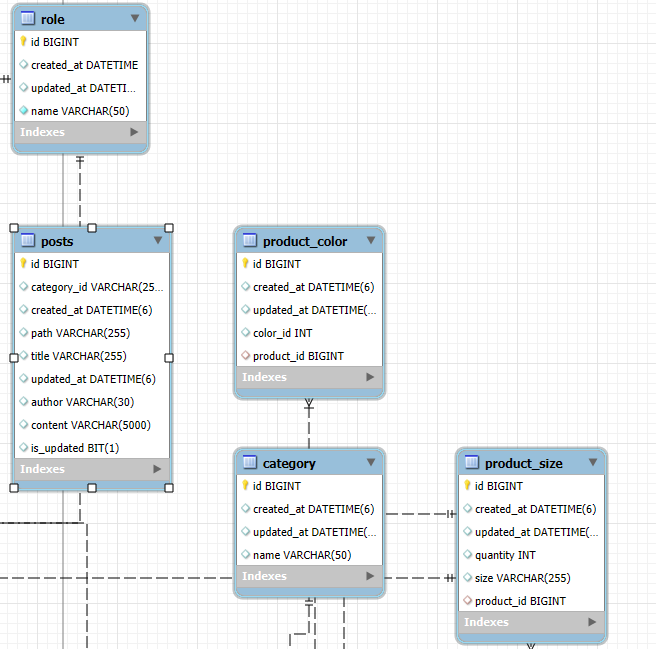 role
id BIGINT
created_at DATETIME
updated_at DATETI...
name VARCHAR(50)
Indexes
posts
id BIGINT
category_id VARCHAR(25...
created_at DATETIME(6)
path VARCHAR(255)
title VARCHAR(255)
updated_at DATETIME(6)
author VARCHAR(30)
content VARCHAR(5000)
is_updated BIT(1)
Indexes
product_color
id BIGINT
created_at DATETIME(6)
updated_at DATETIME(...
color_id INT
product_id BIGINT
Indexes
category
id BIGINT
created_at DATETIME(6)
updated_at DATETIME(...
name VARCHAR(50)
Indexes
product_size
id BIGINT
created_at DATETIME(6)
updated_at DATETIME(...
quantity INT
size VARCHAR(255)
product_id BIGINT
Indexes